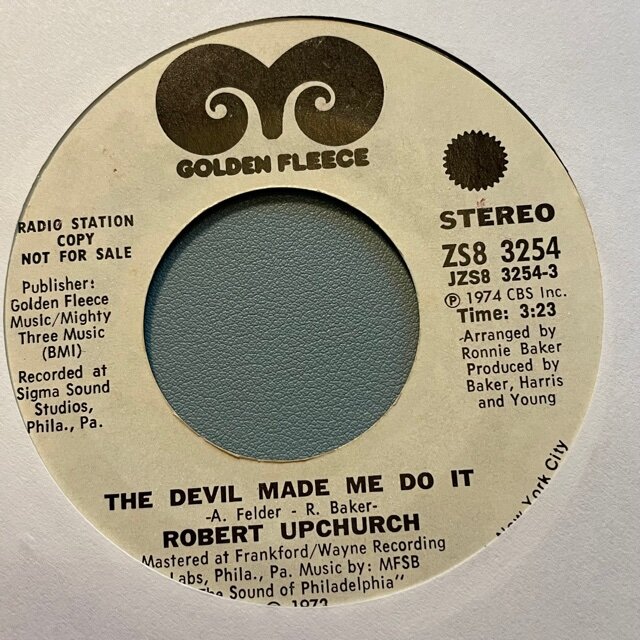 GOLDEN FLEECE
RADIO STATION
COPY
NOT FOR SALE
Publisher:
Golden Fleece
Music/Mighty
Three Music
(BMI)
Recorded at
Sigma Sound
Studios,
Phila., Pa.
STEREO
ZS8 3254
JZS8 3254-3
Ⓟ 1974 CBS Inc.
Time: 3:23
Arranged by
Ronnie Baker
Produced by
Baker, Harris
and Young
THE DEVIL MADE ME DO IT
-A. Felder - R. Baker-
ROBERT UPCHURCH
Mastered at Frankford/Wayne Recording
Labs, Phila., Pa. Music by: MFSB
The Sound of Philadelphia"
New York City